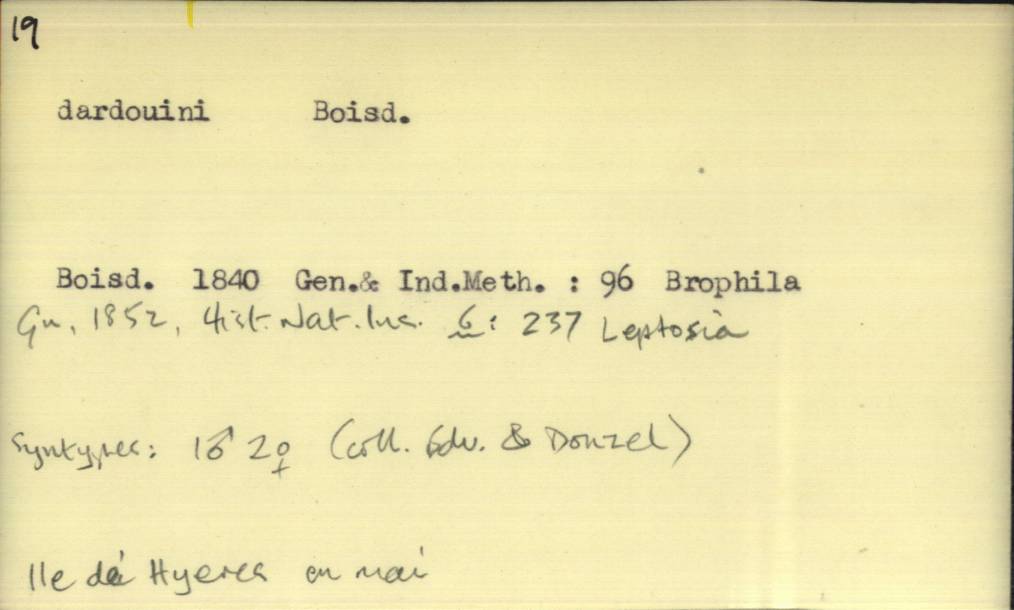 19
dardouini Boisd.
Boisd. 1840 Gen.& Ind.Meth. : 96 Brophila
Gn, 1852, Hist. Nat. Ins. 6: 237 Leptosia
Syntypes: 1♂ 2♀ (coll. Gdv. & Donzel)
Ile de Hyeres en mai